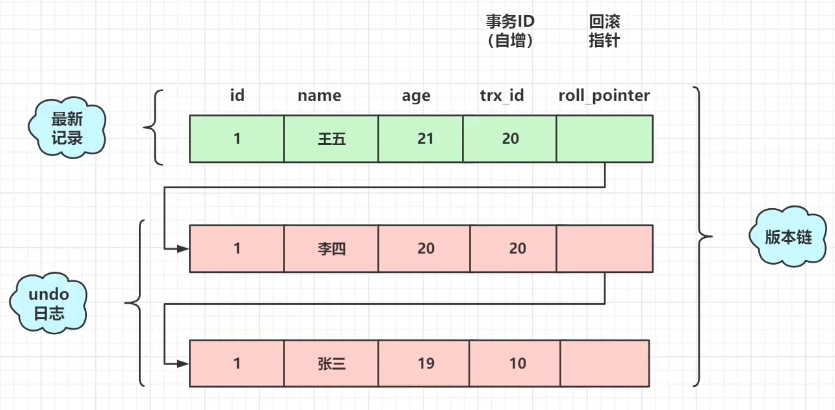 事务ID
（自增）
回滚
指针
id name age trx_id roll_pointer
最新
记录
1 王五 21 20
版本链
1 李四 20 20
undo
日志
1 张三 19 10